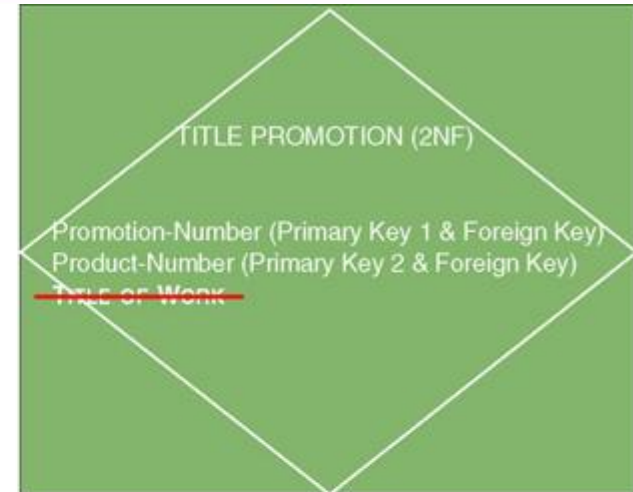 TITLE PROMOTION (2NF)
Promotion-Number (Primary Key 1 & Foreign Key)
Product-Number (Primary Key 2 & Foreign Key)
TITLE OF WORK